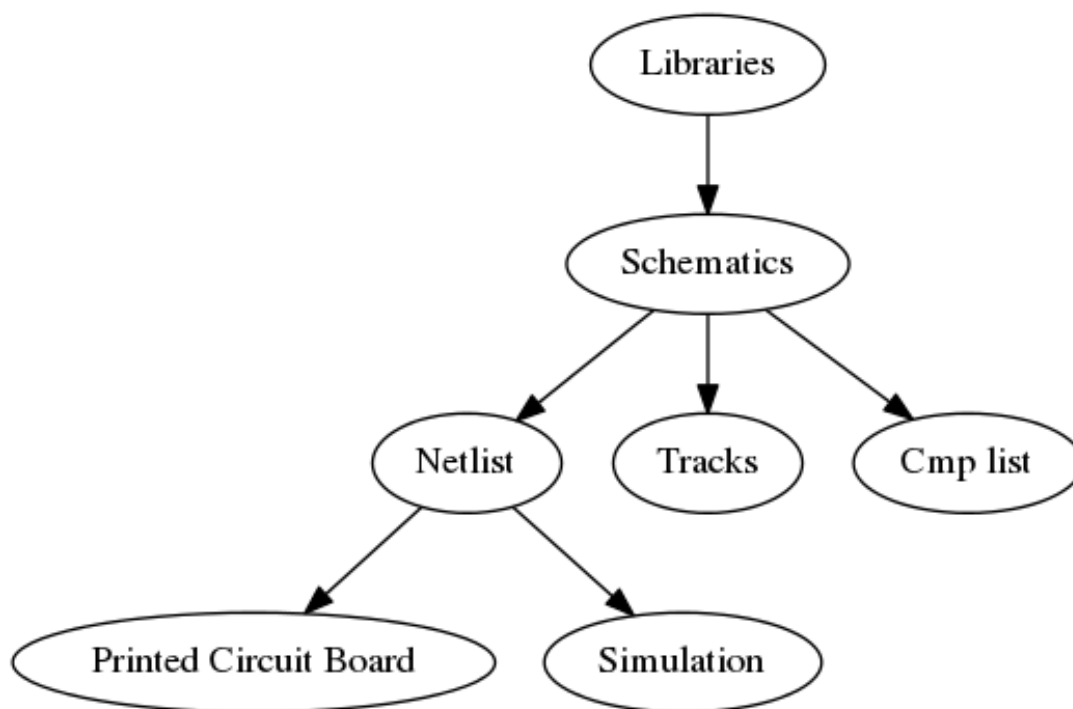 Libraries
Schematics
Netlist
Tracks
Cmp list
Printed Circuit Board
Simulation